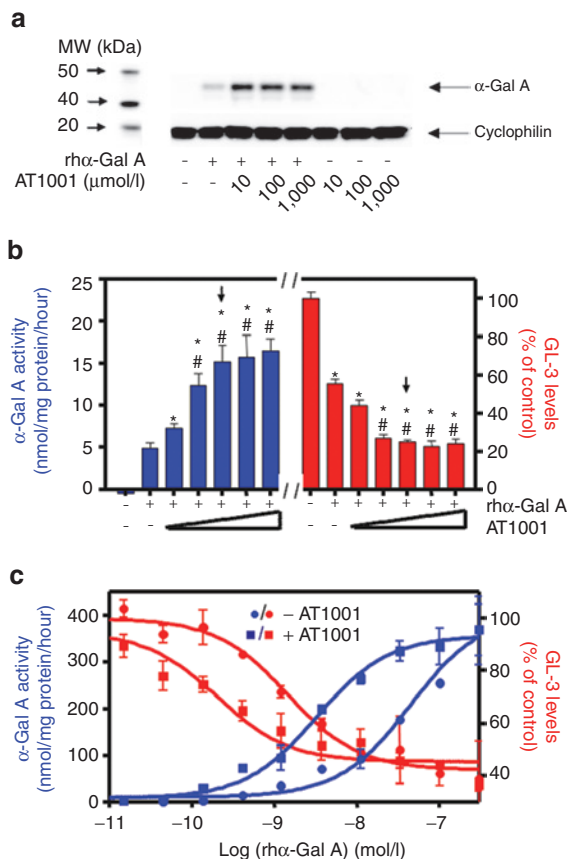 a
MW (kDa)
50
40
20
α-Gal A
Cyclophilin
rhα-Gal A - + + + + - - -
AT1001 (μmol/l) - - 10 100 1,000 10 100 1,000
b
α-Gal A activity
(nmol/mg protein/hour)
25
20
15
10
5
0
* * # * # * # * #
* * * # * # * # * #
GL-3 levels
(% of control)
100
80
60
40
20
0
- + + + + + + // - + + + + + + rhα-Gal A
- - - - AT1001
c
α-Gal A activity
nmol/mg protein/hour)
400
300
200
100
0
●/● – AT1001
■/■ + AT1001
GL-3 levels
(% of control)
100
80
60
40
–11 –10 –9 –8 –7
Log (rhα-Gal A) (mol/l)